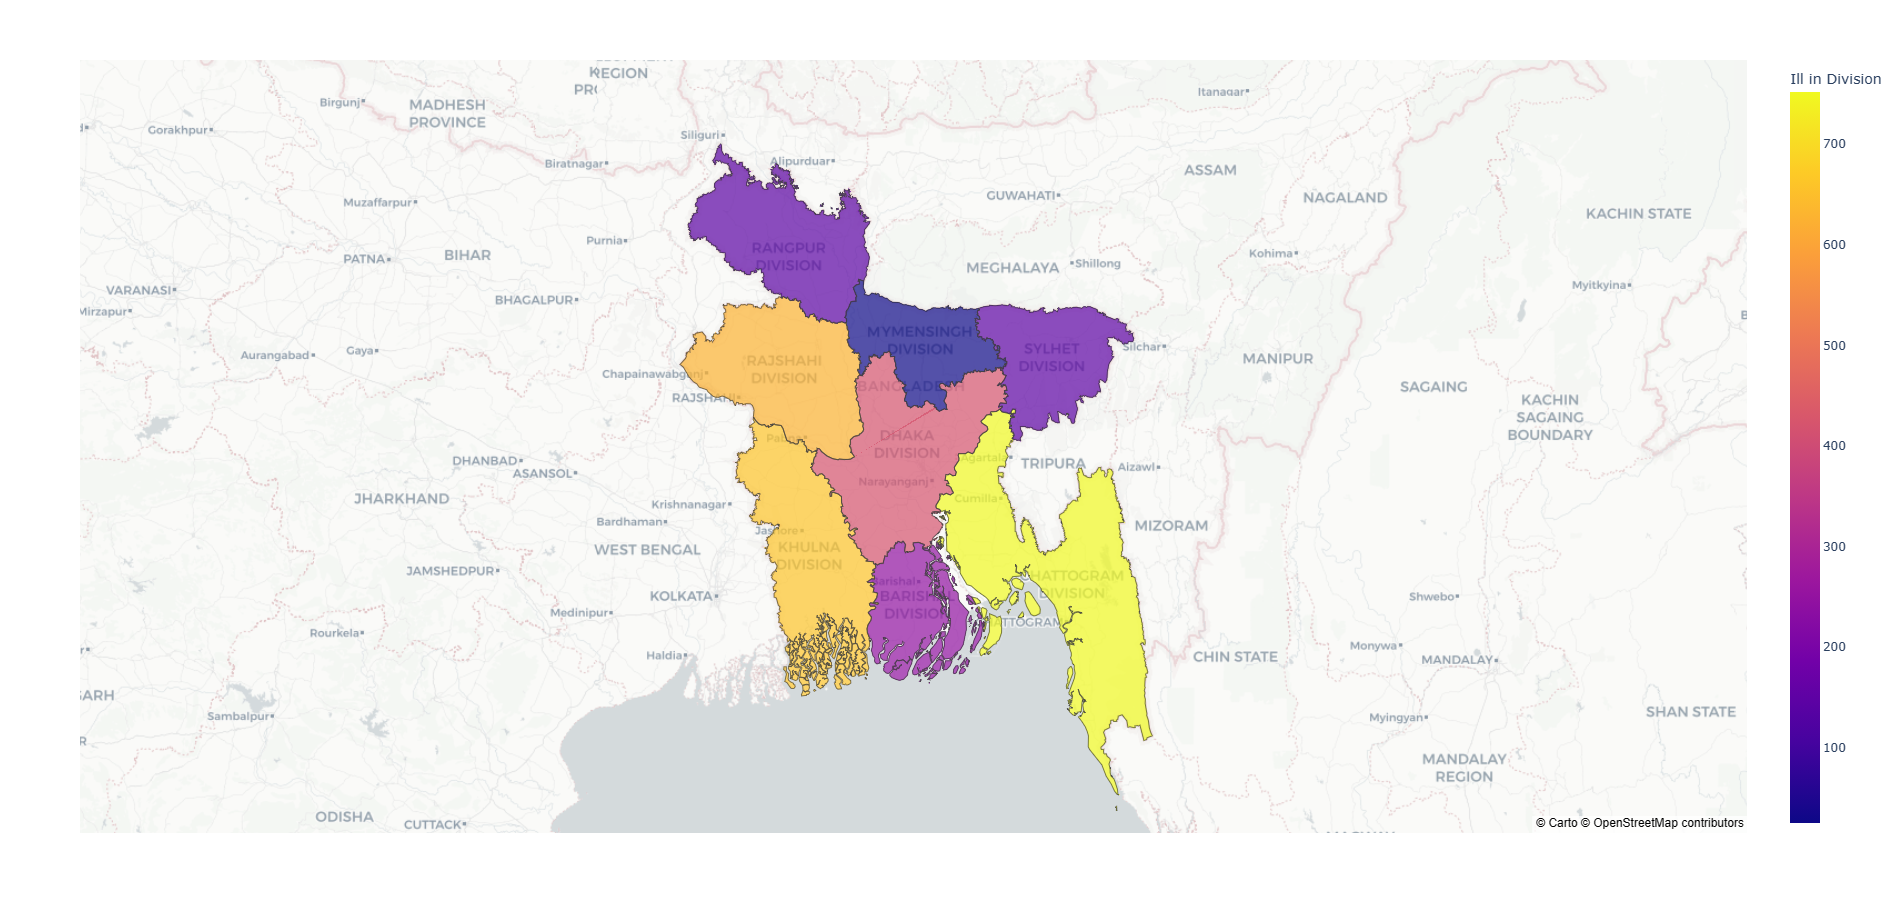 Ill in Division
700
600
500
400
300
200
100
REGION
MADHESH
PROVINCE
Birgunj
Gorakhpur
Siliguri
Biratnagar
Alipurduar
Itanagar
ASSAM
GUWAHATI
NAGALAND
KACHIN STATE
Muzaffarpur
Purnia
PATNA
BIHAR
RANGPUR
DIVISION
MEGHALAYA
Shillong
Kohima
VARANASI
Mirzapur
BHAGALPUR
Myitkyina
MYMENSINGH
DIVISION
SYLHET
DIVISION
Silchar
Aurangabad
Gaya
RAJSHAHI
DIVISION
MANIPUR
Chapainawabganj
RAJSHAHI
BANGLADESH
SAGAING
KACHIN
SAGAING
BOUNDARY
DHAKA
DIVISION
DHANBAD
ASANSOL
Agartala
TRIPURA
Aizawl
Narayanganj
JHARKHAND
Cumilla
Krishnanagar
Bardhaman
Jashore
MIZORAM
WEST BENGAL
KHULNA
DIVISION
JAMSHEDPUR
Barishal
CHATTOGRAM
DIVISION
KOLKATA
BARISHAL
DIVISION
Shwebo
Medinipur
CHATTOGRAM
Rourkela
Haldia
Monywa
MANDALAY
CHIN STATE
Sambalpur
Myingyan
SHAN STATE
MANDALAY
REGION
ODISHA
CUTTACK
© Carto © OpenStreetMap contributors